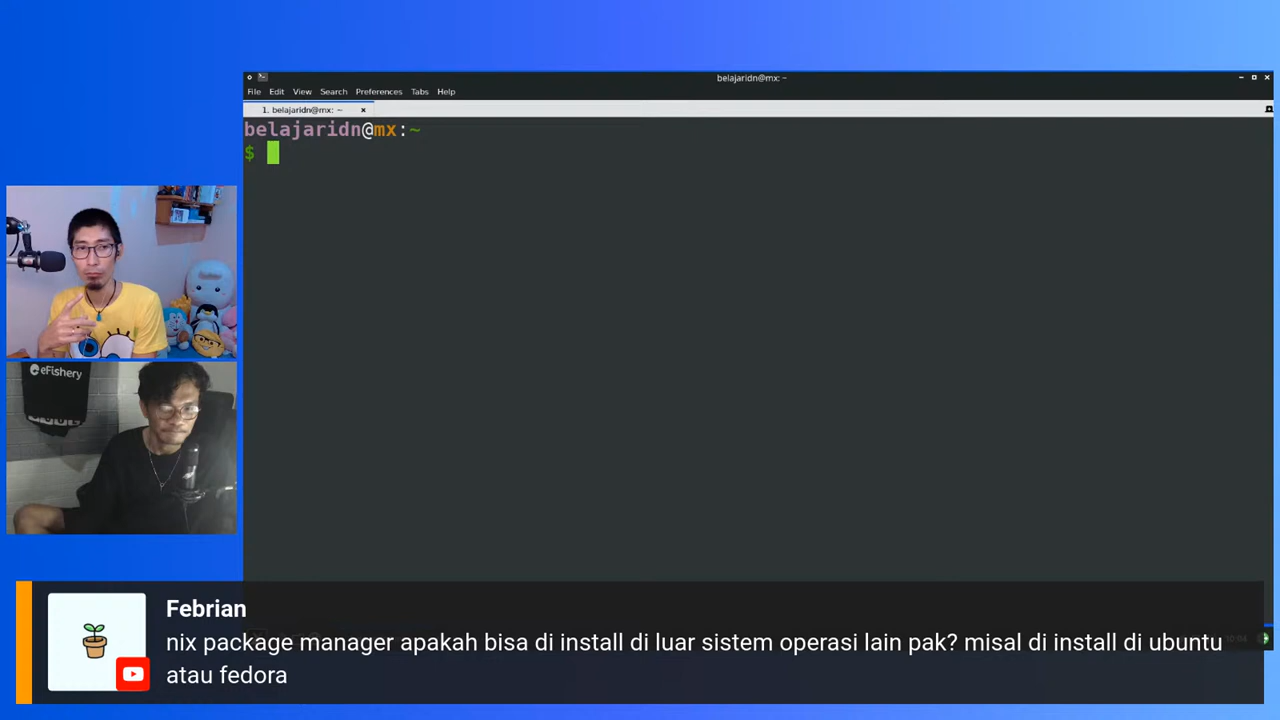 belajaridn@mx: ~
File Edit View Search Preferences Tabs Help
1. belajaridn@mx: ~
belajaridn@mx:~
$
eFishery
Febrian
nix package manager apakah bisa di install di luar sistem operasi lain pak? misal di install di ubuntu
atau fedora